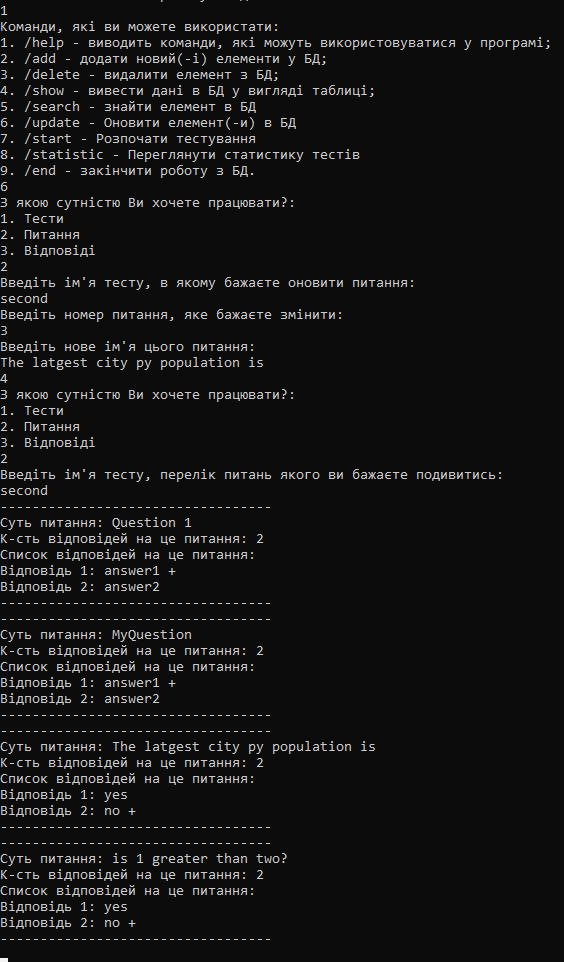 1
Команди, які ви можете використати:
1. /help - виводить команди, які можуть використовуватися у програмі;
2. /add - додати новий(-і) елементи у БД;
3. /delete - видалити елемент з БД;
4. /show - вивести дані в БД у вигляді таблиці;
5. /search - знайти елемент в БД
6. /update - Оновити елемент(-и) в БД
7. /start - Розпочати тестування
8. /statistic - Переглянути статистику тестів
9. /end - закінчити роботу з БД.
6
З якою сутністю Ви хочете працювати?:
1. Тести
2. Питання
3. Відповіді
2
Введіть ім'я тесту, в якому бажаєте оновити питання:
second
Введіть номер питання, яке бажаєте змінити:
3
Введіть нове ім'я цього питання:
The latgest city py population is
4
З якою сутністю Ви хочете працювати?:
1. Тести
2. Питання
3. Відповіді
2
Введіть ім'я тесту, перелік питань якого ви бажаєте подивитись:
second
----------------------------------
Суть питання: Question 1
К-сть відповідей на це питання: 2
Список відповідей на це питання:
Відповідь 1: answer1 +
Відповідь 2: answer2
----------------------------------
----------------------------------
Суть питання: MyQuestion
К-сть відповідей на це питання: 2
Список відповідей на це питання:
Відповідь 1: answer1 +
Відповідь 2: answer2
----------------------------------
----------------------------------
Суть питання: The latgest city py population is
К-сть відповідей на це питання: 2
Список відповідей на це питання:
Відповідь 1: yes
Відповідь 2: no +
----------------------------------
----------------------------------
Суть питання: is 1 greater than two?
К-сть відповідей на це питання: 2
Список відповідей на це питання:
Відповідь 1: yes
Відповідь 2: no +
----------------------------------